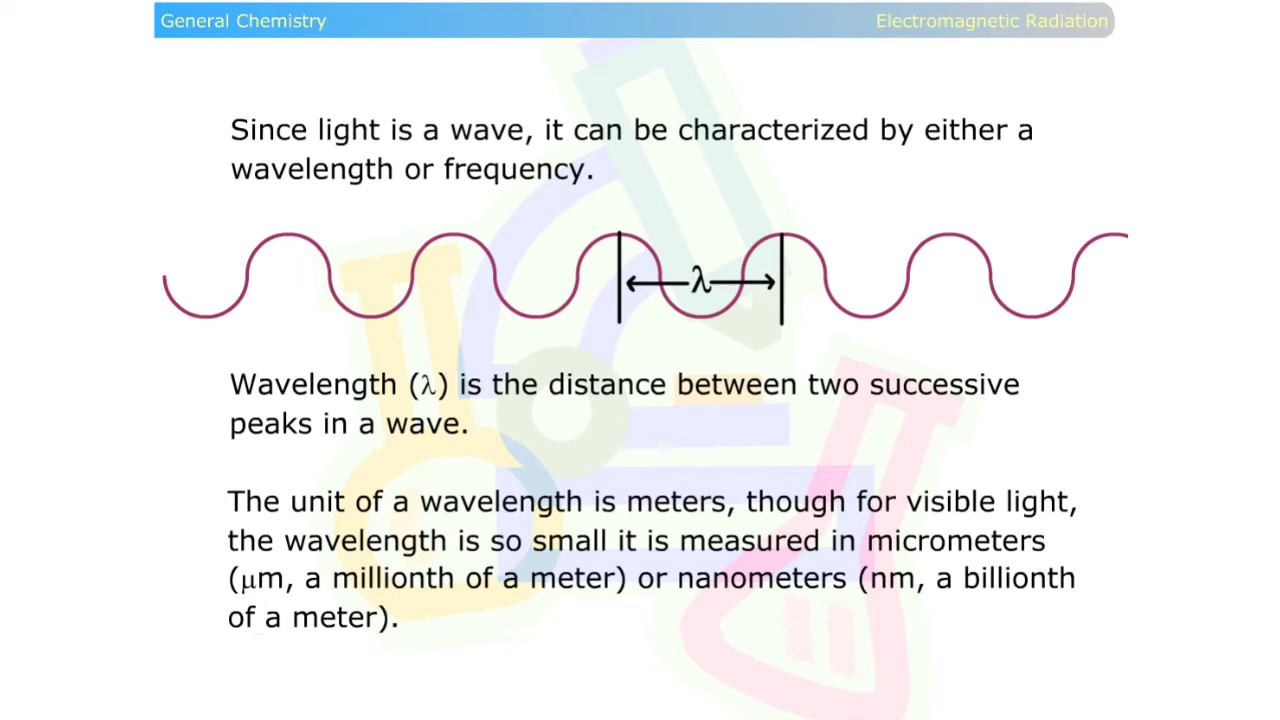 General Chemistry
Electromagnetic Radiation
Since light is a wave, it can be characterized by either a
wavelength or frequency.
λ
Wavelength (λ) is the distance between two successive
peaks in a wave.
The unit of a wavelength is meters, though for visible light,
the wavelength is so small it is measured in micrometers
(μm, a millionth of a meter) or nanometers (nm, a billionth
of a meter).